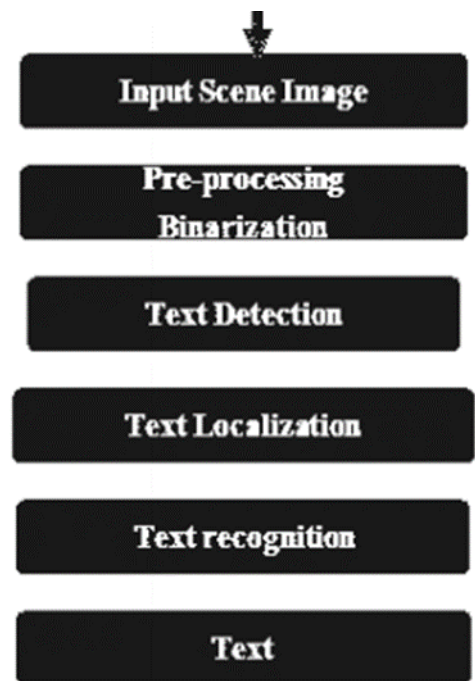 Input Scene Image
Pre-processing
Binarization
Text Detection
Text Localization
Text recognition
Text